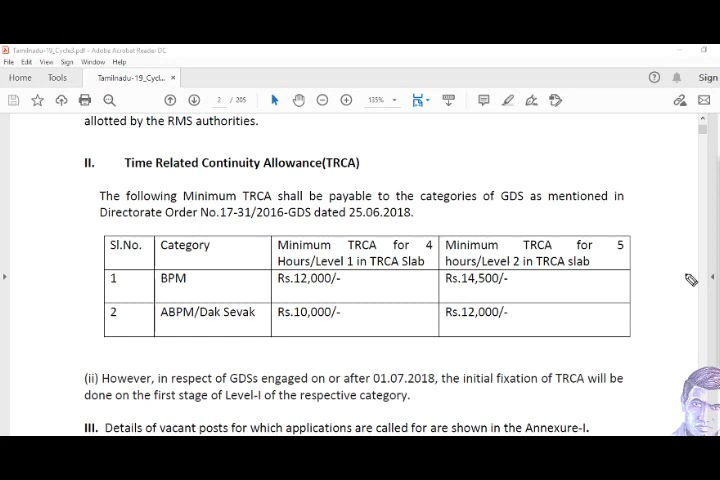 Tamilnadu-19_Cycle3.pdf - Adobe Acrobat Reader DC
File Edit View Sign Window Help
Home Tools Tamilnadu-19_Cycl... × Sign
2 / 205 135%
allotted by the RMS authorities.
II. Time Related Continuity Allowance(TRCA)
The following Minimum TRCA shall be payable to the categories of GDS as mentioned in
Directorate Order No.17-31/2016-GDS dated 25.06.2018.
Sl.No. Category Minimum TRCA for 4 Minimum TRCA for 5
Hours/Level 1 in TRCA Slab hours/Level 2 in TRCA slab
1 BPM Rs.12,000/- Rs.14,500/-
2 ABPM/Dak Sevak Rs.10,000/- Rs.12,000/-
(ii) However, in respect of GDSs engaged on or after 01.07.2018, the initial fixation of TRCA will be
done on the first stage of Level-I of the respective category.
III. Details of vacant posts for which applications are called for are shown in the Annexure-I.